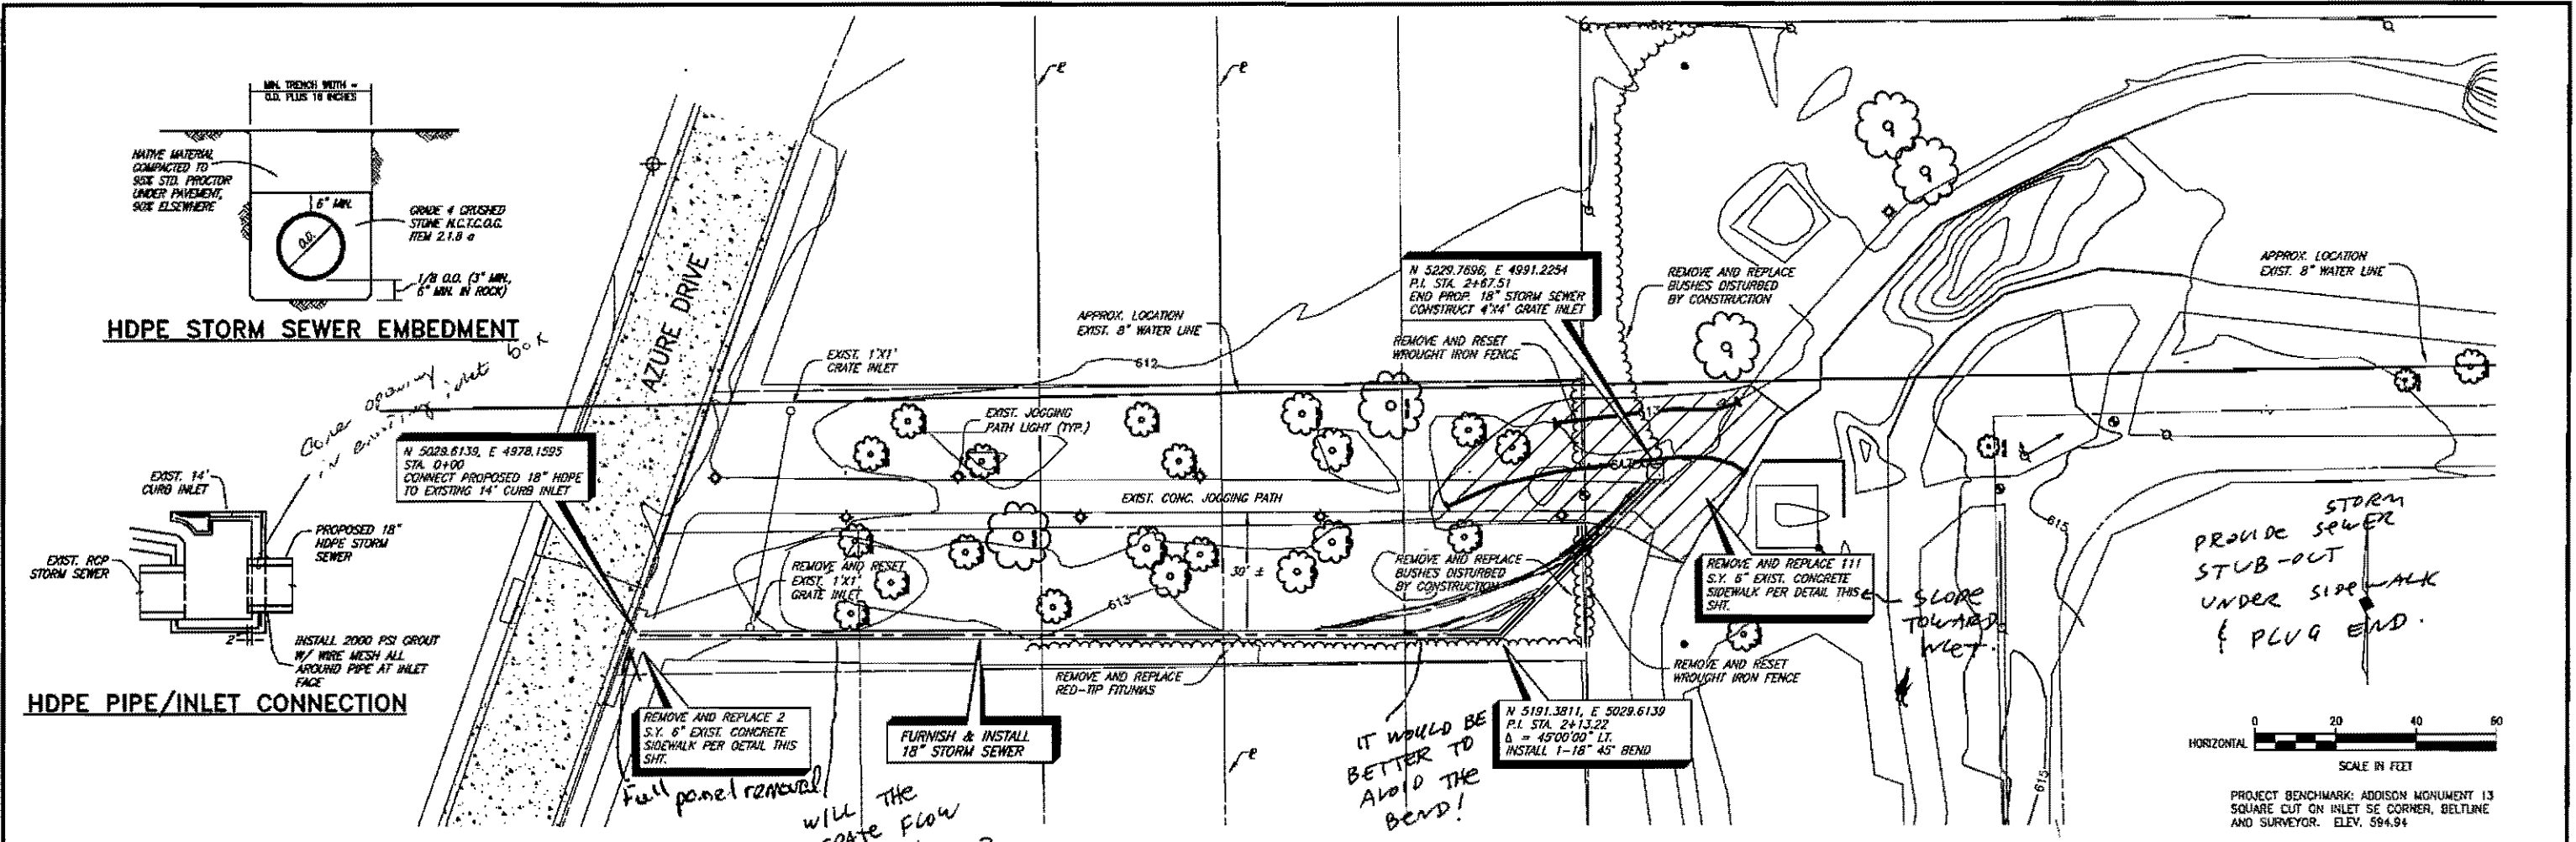 MIN. TRENCH WIDTH =
O.D. PLUS 18 INCHES
NATIVE MATERIAL
COMPACTED TO
95% STD. PROCTOR
UNDER PAVEMENT,
90% ELSEWHERE
6" MIN.
O.D.
GRADE 4 CRUSHED
STONE N.C.T.C.O.G.
ITEM 2.1.8 a
1/8 O.D. (3" MIN,
6" MIN. IN ROCK)
HDPE STORM SEWER EMBEDMENT
Core opening
in existing inlet box
EXIST. 14'
CURB INLET
PROPOSED 18"
HDPE STORM
SEWER
EXIST. RCP
STORM SEWER
2"
INSTALL 2000 PSI GROUT
W/ WIRE MESH ALL
AROUND PIPE AT INLET
FACE
HDPE PIPE/INLET CONNECTION
AZURE DRIVE
N 5029.6139, E 4978.1595
STA. 0+00
CONNECT PROPOSED 18" HDPE
TO EXISTING 14' CURB INLET
EXIST. 1'X1'
GRATE INLET
APPROX. LOCATION
EXIST. 8" WATER LINE
612
EXIST. JOGGING
PATH LIGHT (TYP.)
EXIST. CONC. JOGGING PATH
REMOVE AND RESET
EXIST. 1'X1'
GRATE INLET
613
30' ±
REMOVE AND REPLACE
BUSHES DISTURBED
BY CONSTRUCTION
REMOVE AND REPLACE
RED-TIP FITUNIAS
REMOVE AND REPLACE 2
S.Y. 6" EXIST. CONCRETE
SIDEWALK PER DETAIL THIS
SHT.
Full panel removal
FURNISH & INSTALL
18" STORM SEWER
WILL THE
GRATE FLOW
IT WOULD BE
BETTER TO
AVOID THE
BEND!
N 5191.3811, E 5029.6139
P.I. STA. 2+13.22
Δ = 45°00'00" LT.
INSTALL 1-18" 45° BEND
N 5229.7696, E 4991.2254
P.I. STA. 2+67.51
END PROP. 18" STORM SEWER
CONSTRUCT 4'X4' GRATE INLET
REMOVE AND RESET
WROUGHT IRON FENCE
REMOVE AND REPLACE
BUSHES DISTURBED
BY CONSTRUCTION
REMOVE AND REPLACE 111
S.Y. 6" EXIST. CONCRETE
SIDEWALK PER DETAIL THIS
SHT.
SLOPE
TOWARD
INLET.
REMOVE AND RESET
WROUGHT IRON FENCE
APPROX. LOCATION
EXIST. 8" WATER LINE
615
615
PROVIDE STORM
SEWER
STUB-OUT
UNDER SIDEWALK
& PLUG END.
0 20 40 60
HORIZONTAL
SCALE IN FEET
PROJECT BENCHMARK: ADDISON MONUMENT 13
SQUARE CUT ON INLET SE CORNER, BELTLINE
AND SURVEYOR. ELEV. 594.94